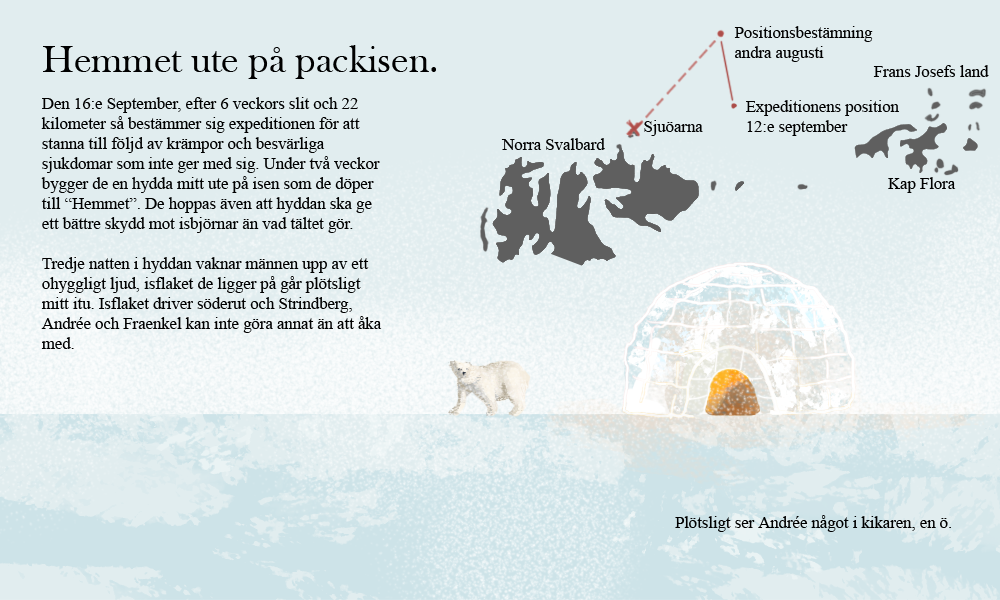 Hemmet ute på packisen.
Den 16:e September, efter 6 veckors slit och 22
kilometer så bestämmer sig expeditionen för att
stanna till följd av krämpor och besvärliga
sjukdomar som inte ger med sig. Under två veckor
bygger de en hydda mitt ute på isen som de döper
till “Hemmet”. De hoppas även att hyddan ska ge
ett bättre skydd mot isbjörnar än vad tältet gör.
Tredje natten i hyddan vaknar männen upp av ett
ohyggligt ljud, isflaket de ligger på går plötsligt
mitt itu. Isflaket driver söderut och Strindberg,
Andrée och Fraenkel kan inte göra annat än att åka
med.
Positionsbestämning
andra augusti
Frans Josefs land
Expeditionens position
12:e september
Sjuöarna
Norra Svalbard
Kap Flora
Plötsligt ser Andrée något i kikaren, en ö.